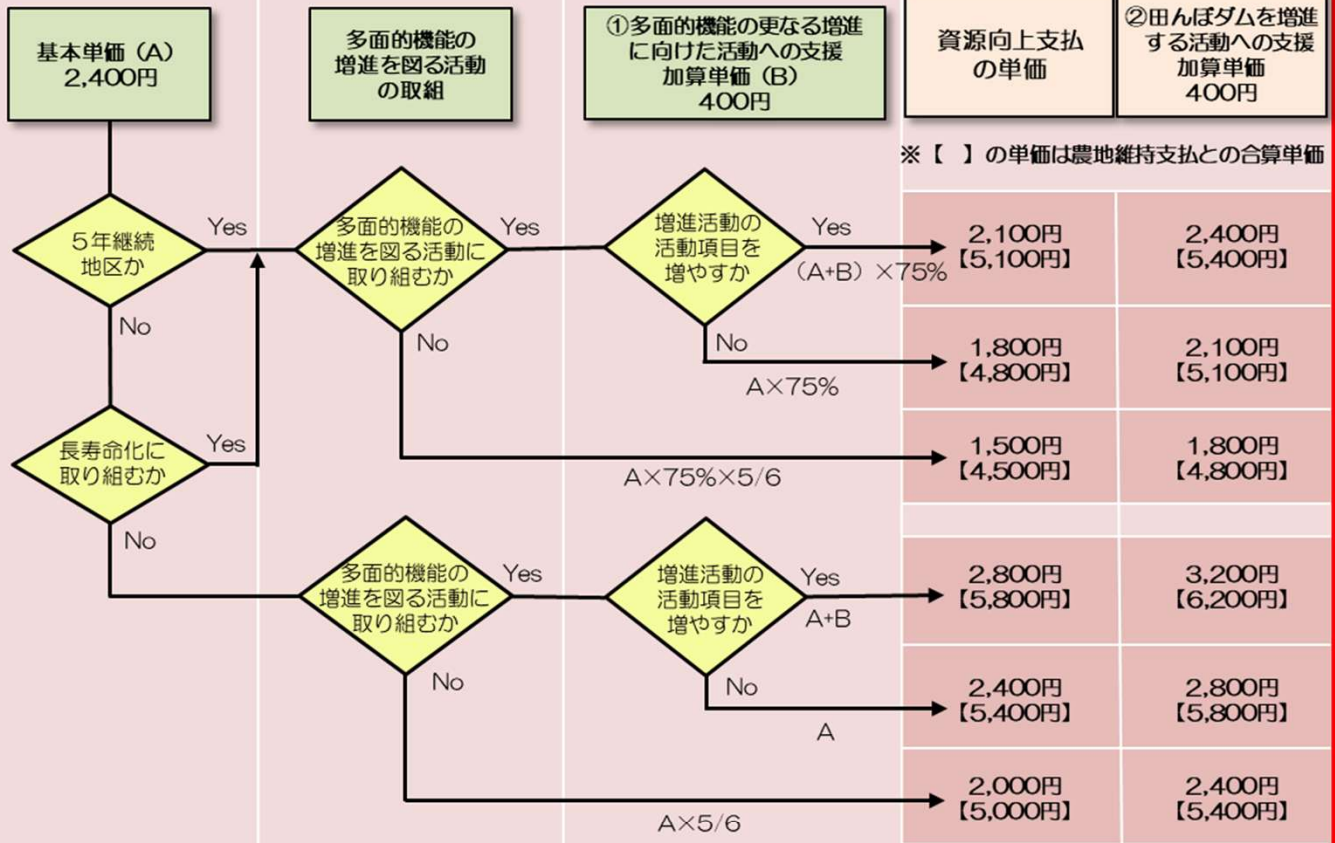 基本単価（A）
2,400円
多面的機能の
増進を図る活動
の取組
①多面的機能の更なる増進
に向けた活動への支援
加算単価（B）
400円
資源向上支払
の単価
②田んぼダムを増進
する活動への支援
加算単価
400円
※【　】の単価は農地維持支払との合算単価
５年継続
地区か
Yes
No
多面的機能の
増進を図る活動に
取り組むか
Yes
No
増進活動の
活動項目を
増やすか
Yes
（A+B）×75%
No
A×75%
A×75%×5/6
2,100円
【5,100円】
2,400円
【5,400円】
1,800円
【4,800円】
2,100円
【5,100円】
1,500円
【4,500円】
1,800円
【4,800円】
長寿命化に
取り組むか
Yes
No
多面的機能の
増進を図る活動に
取り組むか
Yes
No
増進活動の
活動項目を
増やすか
Yes
A+B
No
A
A×5/6
2,800円
【5,800円】
3,200円
【6,200円】
2,400円
【5,400円】
2,800円
【5,800円】
2,000円
【5,000円】
2,400円
【5,400円】